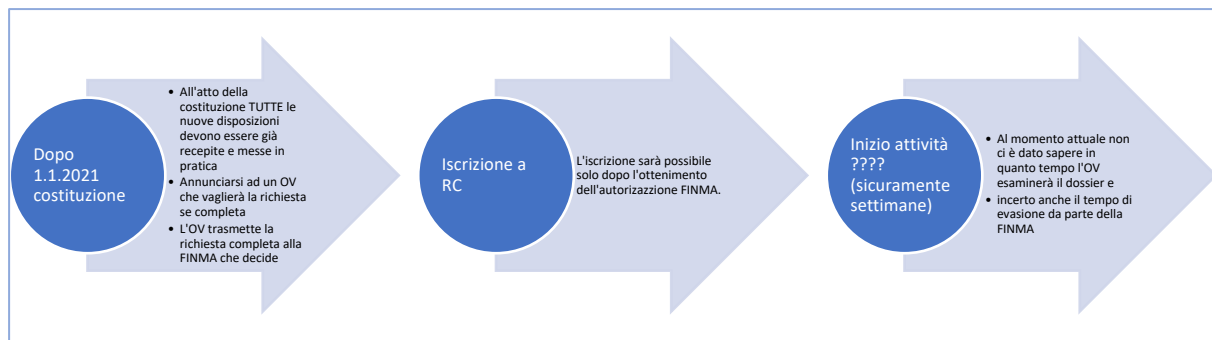 Dopo
1.1.2021
costituzione
• All'atto della
costituzione TUTTE le
nuove disposizioni
devono essere già
recepite e messe in
pratica
• Annunciarsi ad un OV
che vaglierà la richiesta
se completa
• L'OV trasmette la
richiesta completa alla
FINMA che decide
Iscrizione a
RC
L'iscrizione sarà possibile
solo dopo l'ottenimento
dell'autorizzazzione FINMA.
Inizio attività
????
(sicuramente
settimane)
• Al momento attuale non
ci è dato sapere in
quanto tempo l'OV
esaminerà il dossier e
• incerto anche il tempo di
evasione da parte della
FINMA